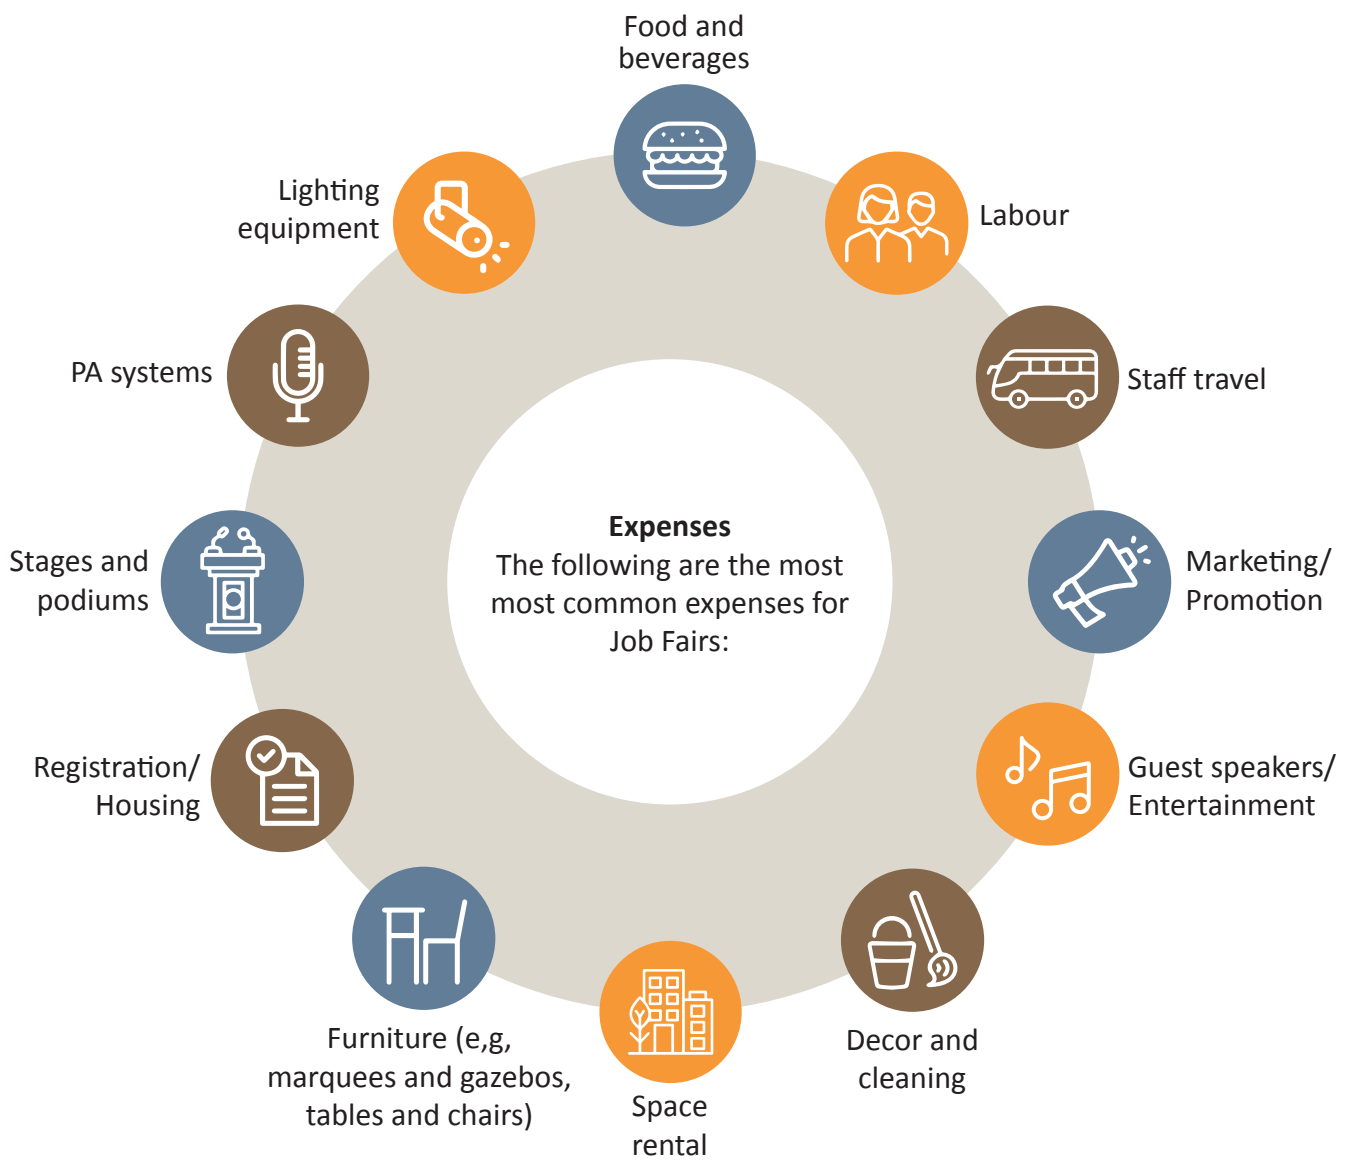 Food and
beverages
Labour
Staff travel
Marketing/
Promotion
Guest speakers/
Entertainment
Decor and
cleaning
Space
rental
Furniture (e,g,
marquees and gazebos,
tables and chairs)
Registration/
Housing
Stages and
podiums
PA systems
Lighting
equipment
Expenses
The following are the most
most common expenses for
Job Fairs: